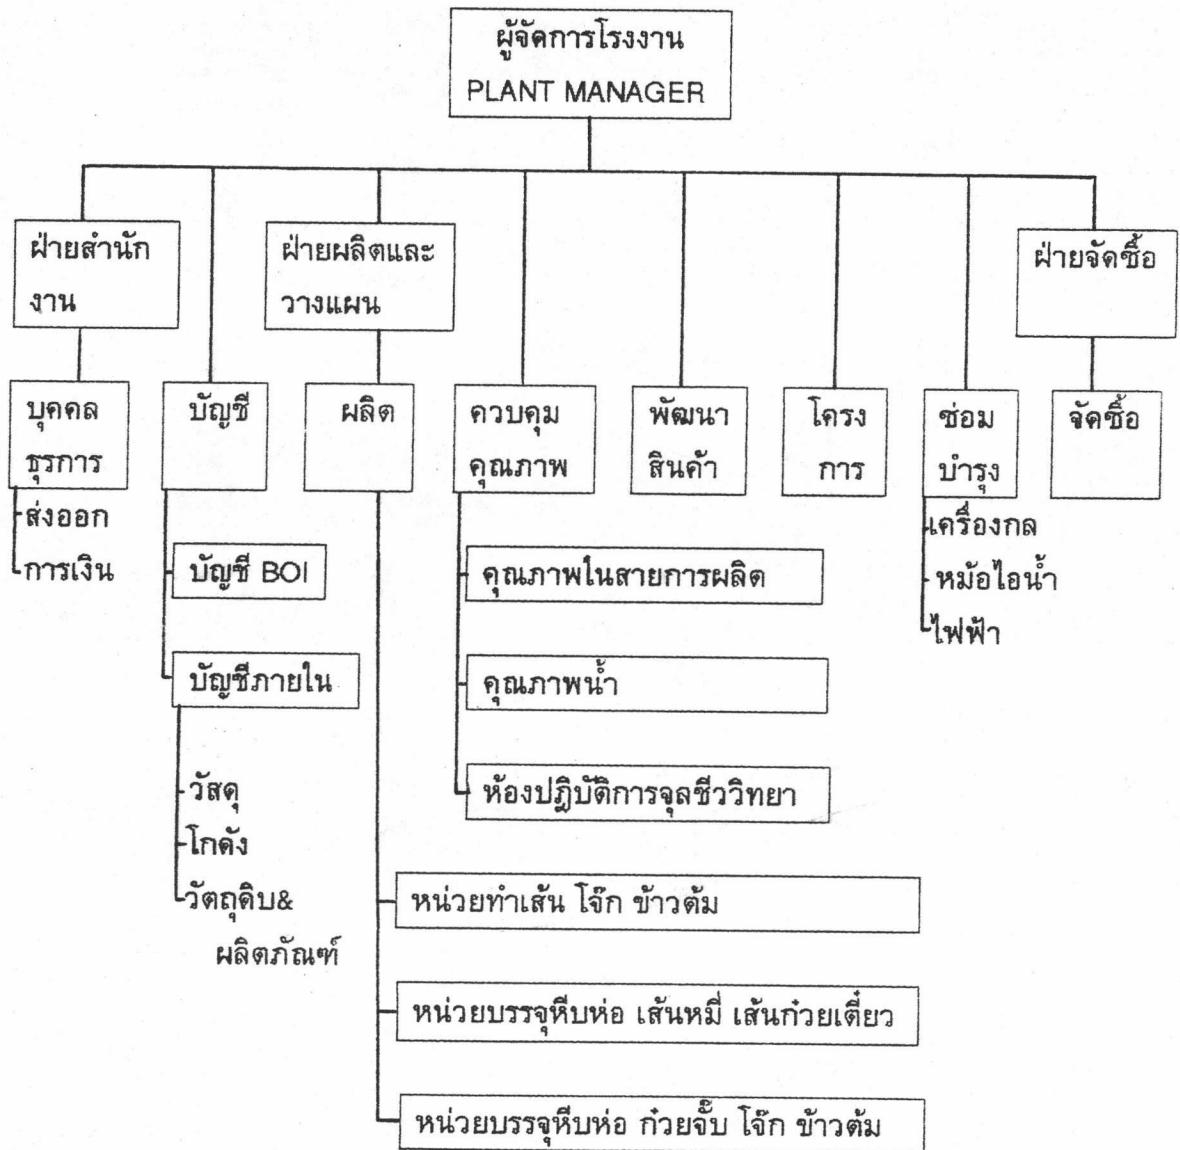 ผู้จัดการโรงงาน
PLANT MANAGER
ฝ่ายสำนัก
งาน
ฝ่ายผลิตและ
วางแผน
ฝ่ายจัดซื้อ
บุคคล
ธุรการ
ส่งออก
การเงิน
บัญชี
บัญชี BOI
บัญชีภายใน
วัสดุ
โกดัง
วัตถุดิบ&
ผลิตภัณฑ์
ผลิต
หน่วยทำเส้น โจ๊ก ข้าวต้ม
หน่วยบรรจุหีบห่อ เส้นหมี่ เส้นก๋วยเตี๋ยว
หน่วยบรรจุหีบห่อ ก๋วยจั๊บ โจ๊ก ข้าวต้ม
ควบคุม
คุณภาพ
คุณภาพในสายการผลิต
คุณภาพน้ำ
ห้องปฎิบัติการจุลชีววิทยา
พัฒนา
สินค้า
โครง
การ
ซ่อม
บำรุง
เครื่องกล
หม้อไอน้ำ
ไฟฟ้า
จัดซื้อ